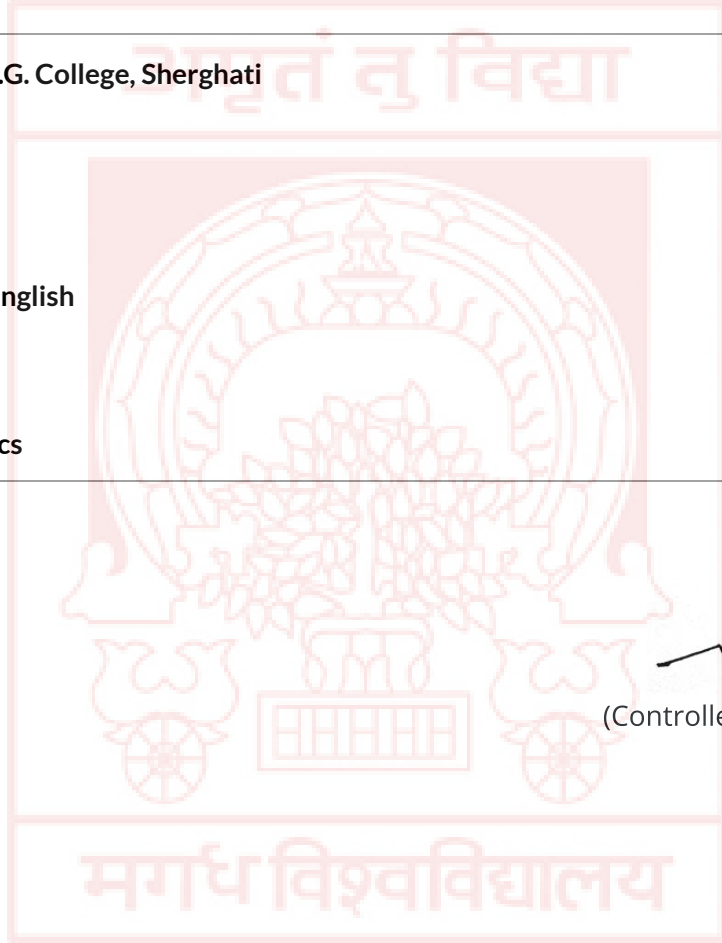 अमृतं तु विद्या
.G. College, Sherghati
nglish
cs
(Controlle
मगध विश्वविद्यालय